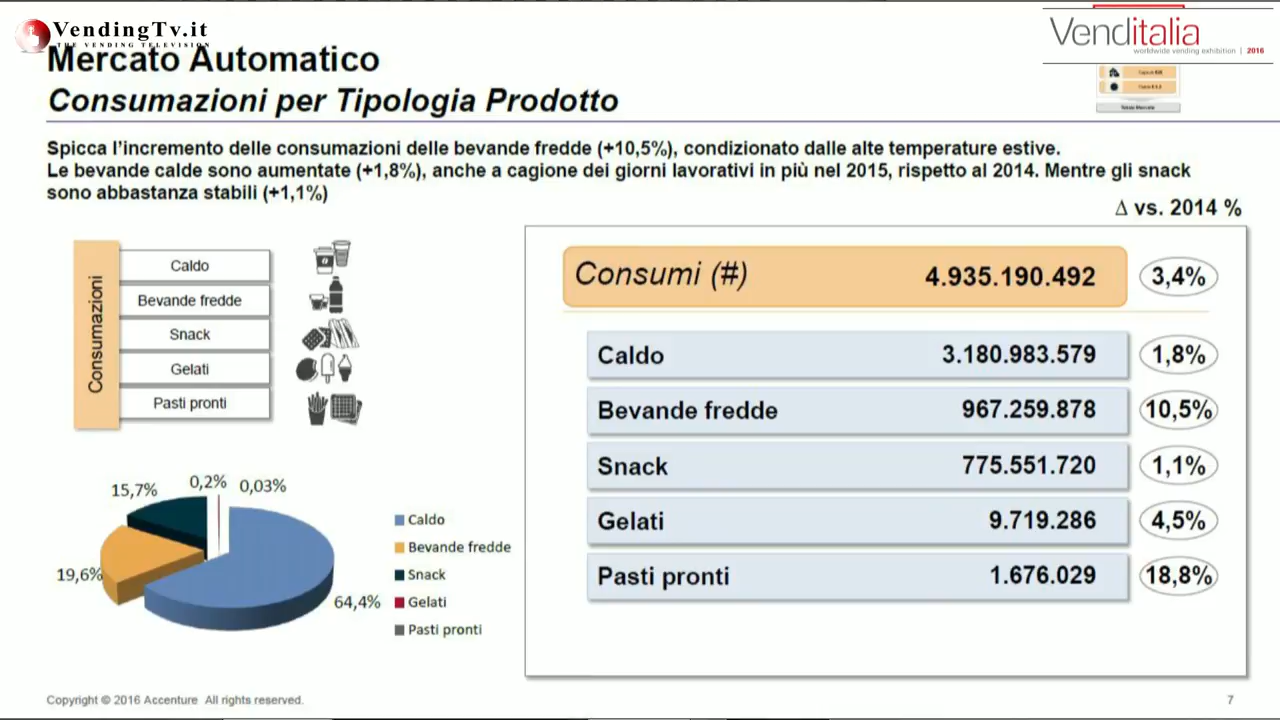 VendingTv.it
THE VENDING TELEVISION
Venditalia
worldwide vending exhibition | 2016
Mercato Automatico
Consumazioni per Tipologia Prodotto
Totale Mercato
Spicca l'incremento delle consumazioni delle bevande fredde (+10,5%), condizionato dalle alte temperature estive.
Le bevande calde sono aumentate (+1,8%), anche a cagione dei giorni lavorativi in più nel 2015, rispetto al 2014. Mentre gli snack
sono abbastanza stabili (+1,1%)
Δ vs. 2014 %
Consumazioni
Caldo
Bevande fredde
Snack
Gelati
Pasti pronti
Consumi (#) 4.935.190.492 3,4%
Caldo 3.180.983.579 1,8%
Bevande fredde 967.259.878 10,5%
Snack 775.551.720 1,1%
Gelati 9.719.286 4,5%
Pasti pronti 1.676.029 18,8%
15,7%
0,2%
0,03%
19,6%
64,4%
Caldo
Bevande fredde
Snack
Gelati
Pasti pronti
Copyright © 2016 Accenture All rights reserved.
7